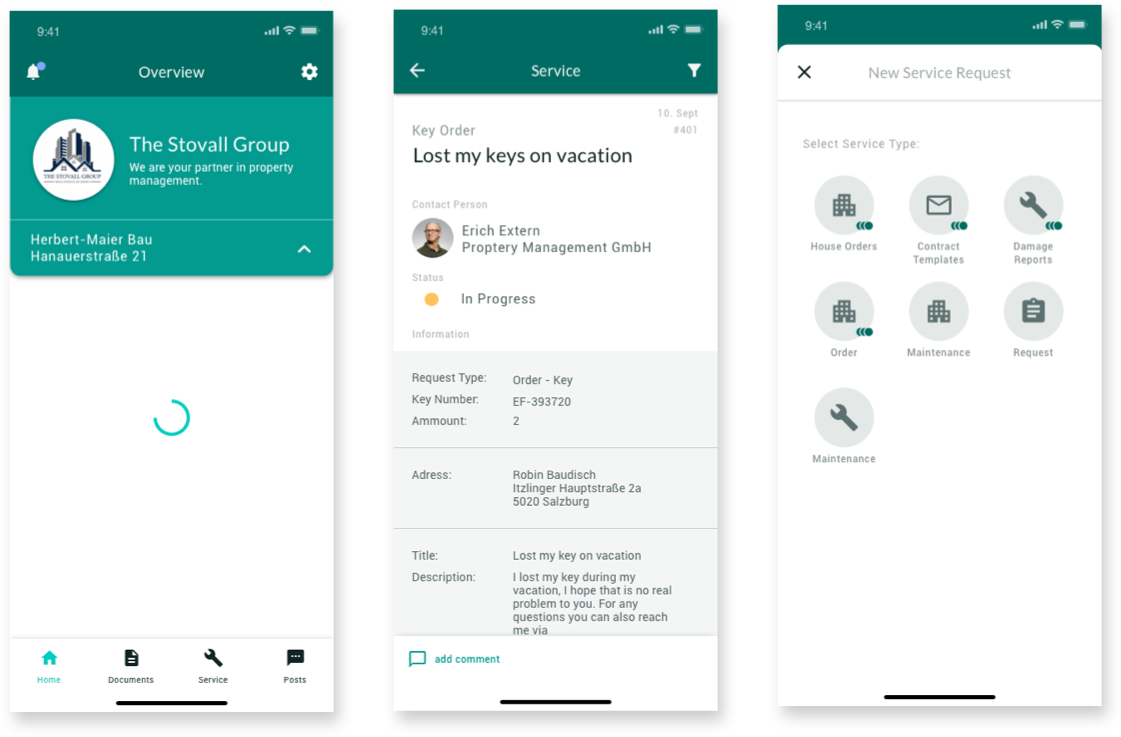 9:41
Overview
THE STOVALL GROUP
The Stovall Group
We are your partner in property
management.
Herbert-Maier Bau
Hanauerstraße 21
Home
Documents
Service
Posts
9:41
Service
10. Sept
Key Order
#401
Lost my keys on vacation
Contact Person
Erich Extern
Proptery Management GmbH
Status
In Progress
Information
Request Type: Order - Key
Key Number: EF-393720
Ammount: 2
Adress: Robin Baudisch
Itzlinger Hauptstraße 2a
5020 Salzburg
Title: Lost my key on vacation
Description: I lost my key during my
vacation, I hope that is no real
problem to you. For any
questions you can also reach
me via
add comment
9:41
New Service Request
Select Service Type:
House Orders
Contract
Templates
Damage
Reports
Order
Maintenance
Request
Maintenance